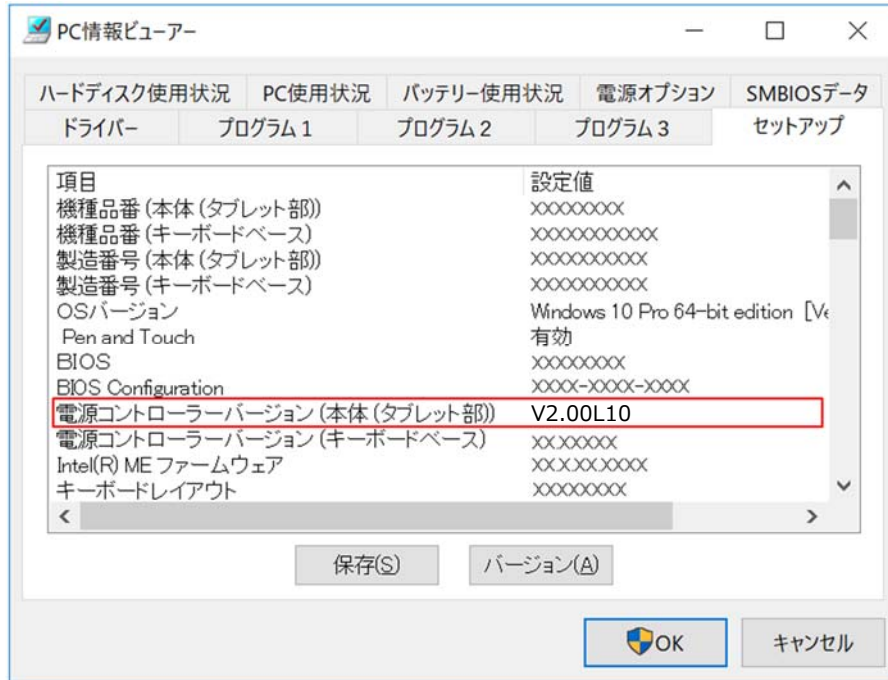 PC情報ビューアー
ハードディスク使用状況 PC使用状況 バッテリー使用状況 電源オプション SMBIOSデータ
ドライバー プログラム1 プログラム2 プログラム3 セットアップ
項目 設定値
機種品番(本体(タブレット部)) XXXXXXXX
機種品番(キーボードベース) XXXXXXXXXXX
製造番号(本体(タブレット部)) XXXXXXXXXX
製造番号(キーボードベース) XXXXXXXXXX
OSバージョン Windows 10 Pro 64-bit edition [Ve
Pen and Touch 有効
BIOS XXXXXXXX
BIOS Configuration XXXX-XXXX-XXXX
電源コントローラーバージョン(本体(タブレット部)) V2.00L10
電源コントローラーバージョン(キーボードベース) XX.XXXXX
Intel(R) ME ファームウェア XX.X.XX.XXXX
キーボードレイアウト XXXXXXXX
保存(S) バージョン(A)
OK キャンセル